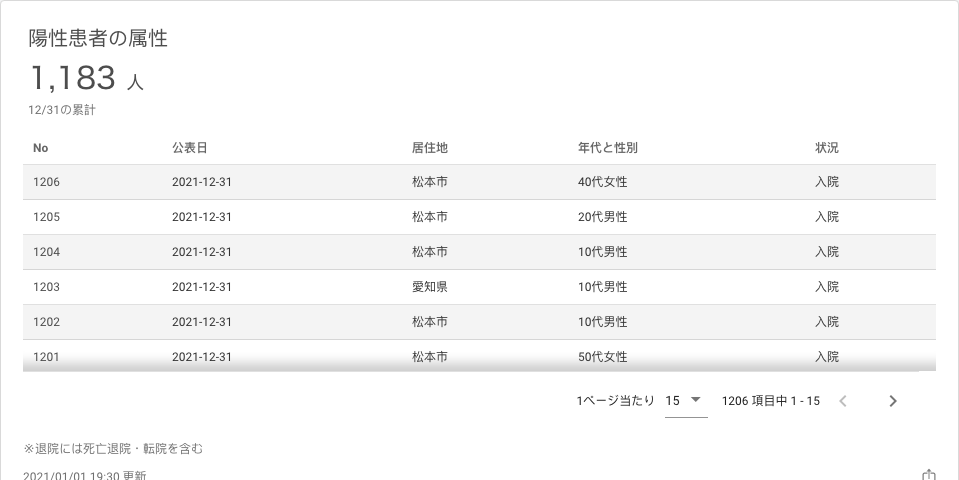 陽性患者の属性
1,183 人
12/31の累計
No 公表日 居住地 年代と性別 状況
1206 2021-12-31 松本市 40代女性 入院
1205 2021-12-31 松本市 20代男性 入院
1204 2021-12-31 松本市 10代男性 入院
1203 2021-12-31 愛知県 10代男性 入院
1202 2021-12-31 松本市 10代男性 入院
1201 2021-12-31 松本市 50代女性 入院
1ページ当たり 15 1206 項目中 1 - 15
※退院には死亡退院・転院を含む
2021/01/01 19:30 更新